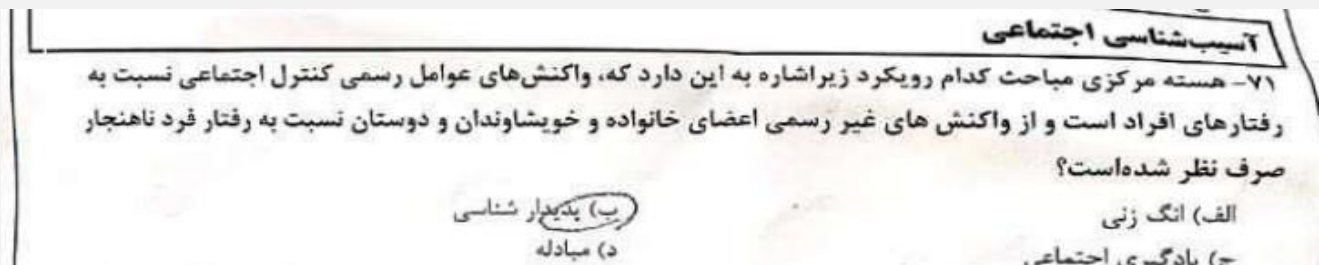 آسیب‌شناسی اجتماعی
۷۱- هسته مرکزی مباحث کدام رویکرد زیراشاره به این دارد که، واکنش‌های عوامل رسمی کنترل اجتماعی نسبت به
رفتارهای افراد است و از واکنش های غیر رسمی اعضای خانواده و خویشاوندان و دوستان نسبت به رفتار فرد ناهنجار
صرف نظر شده‌است؟
الف) انگ زنی
ب) پدیدار شناسی
ج) یادگیری اجتماعی
د) مبادله